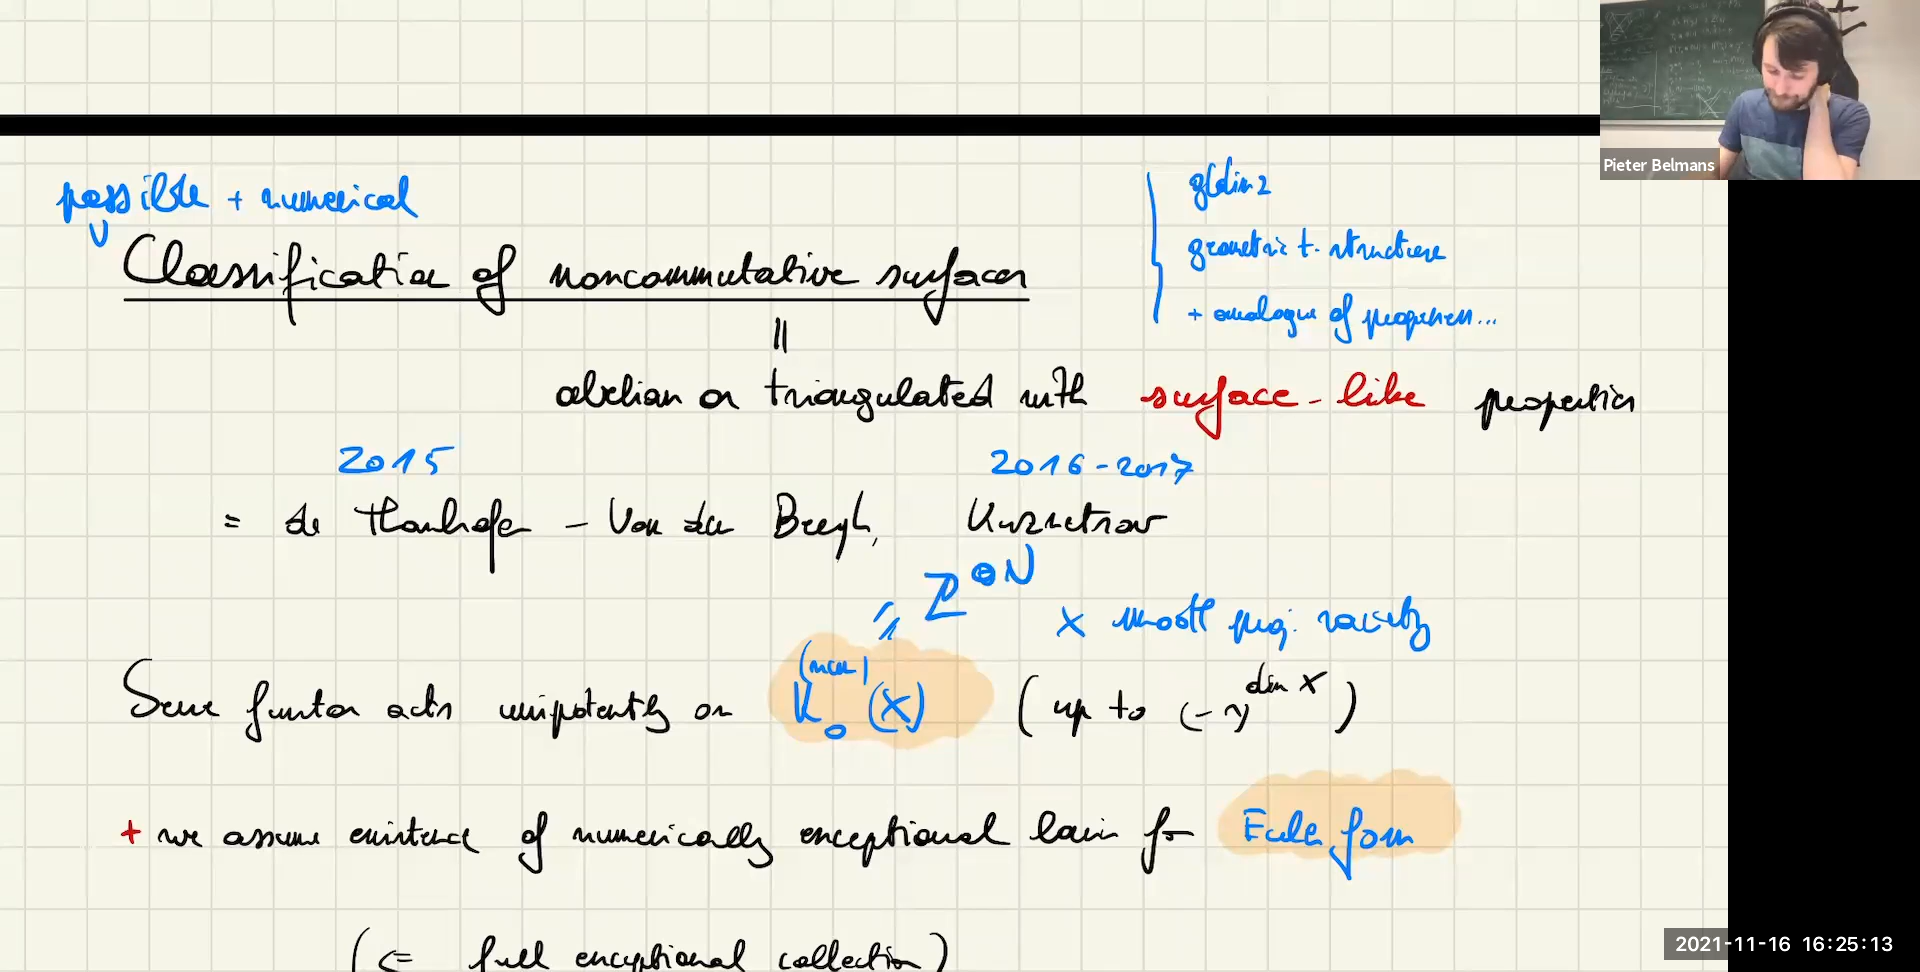 possible + numerical
Classification of noncommutative surfaces
gldim 2
geometric t-structure
+ analogue of properties...
=
abelian or triangulated with surface-like properties
2015
2016-2017
= de Thanhoffer - Van den Bergh, Kuznetsov
= Z^{⊕N}
X smooth proj. variety
Serre functor acts unipotently on K_0^{(num)}(X) (up to (-1)^{dim X})
+ we assume existence of numerically exceptional basis for Euler form
(⇐ full exceptional collection)
Pieter Belmans
2021-11-16 16:25:13